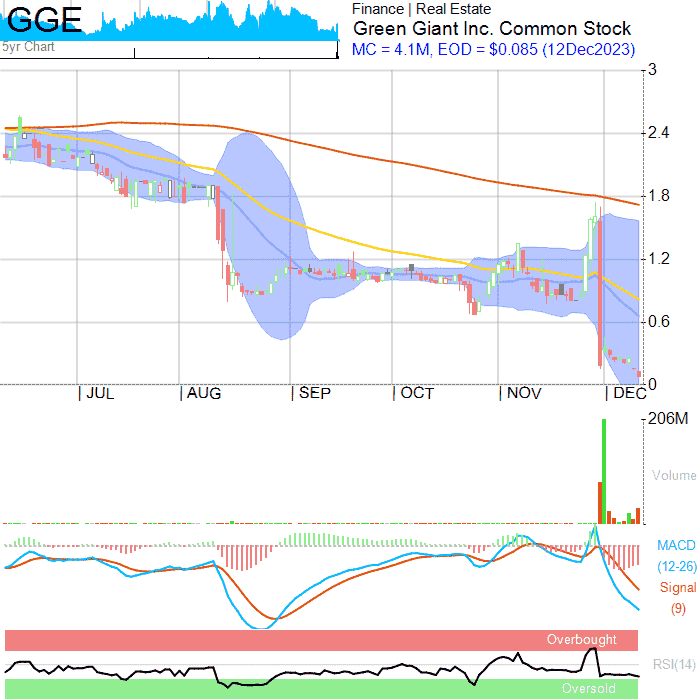 GGE
5yr Chart
Finance | Real Estate
Green Giant Inc. Common Stock
MC = 4.1M, EOD = $0.085 (12Dec2023)
3
2.4
1.8
1.2
0.6
0
JUL AUG SEP OCT NOV DEC
206M
Volume
MACD
(12-26)
Signal
(9)
Overbought
RSI(14)
Oversold